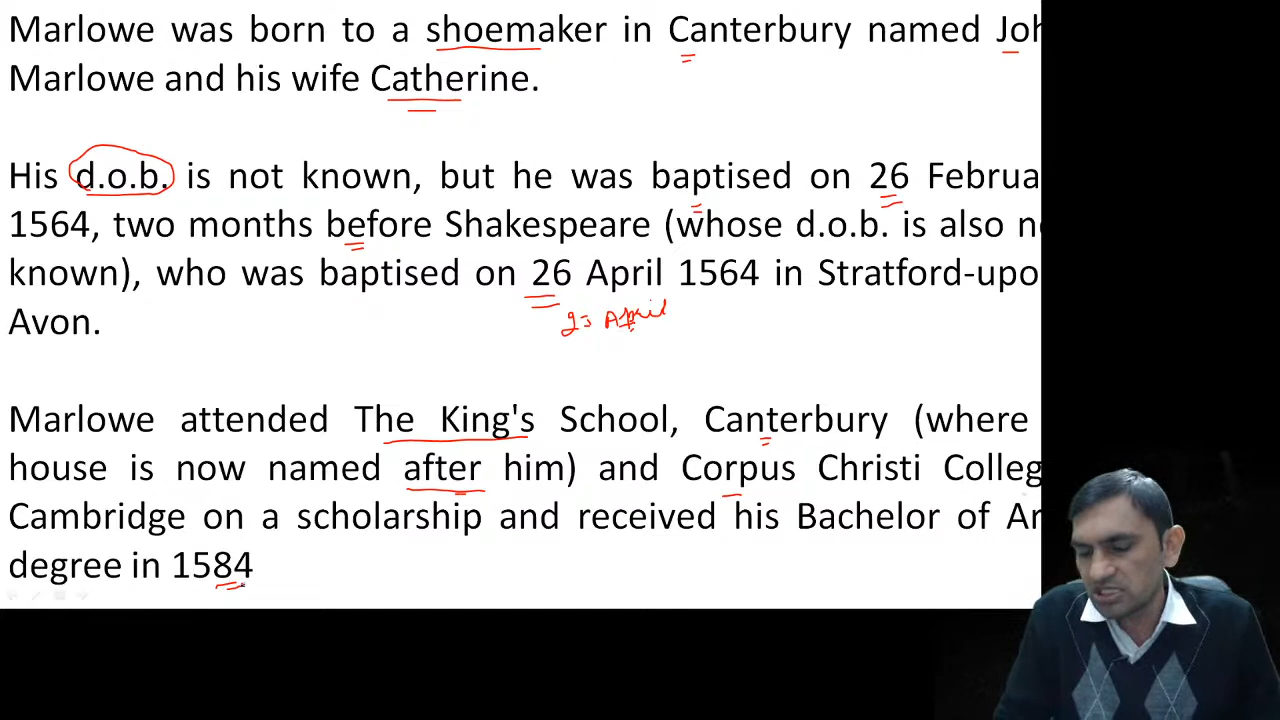 Marlowe was born to a shoemaker in Canterbury named Joh
Marlowe and his wife Catherine.
His d.o.b. is not known, but he was baptised on 26 Februa
1564, two months before Shakespeare (whose d.o.b. is also no
known), who was baptised on 26 April 1564 in Stratford-upo
Avon.
April
Marlowe attended The King's School, Canterbury (where
house is now named after him) and Corpus Christi Colleg
Cambridge on a scholarship and received his Bachelor of Ar
degree in 1584